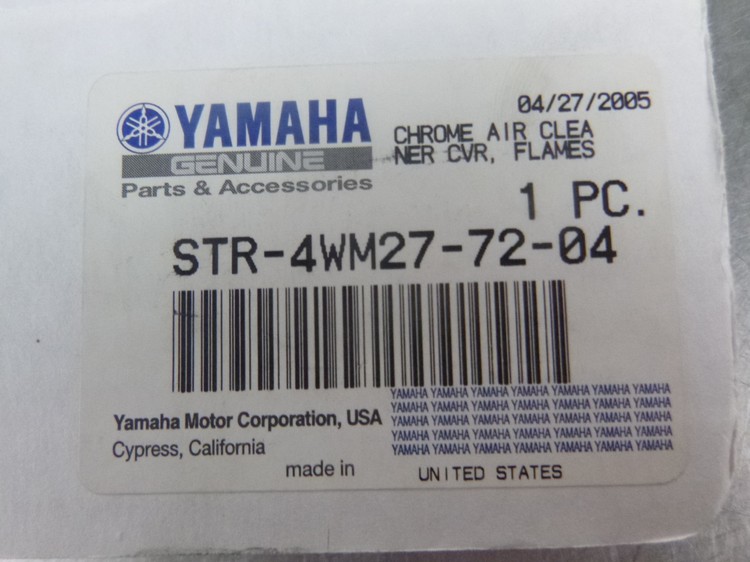 YAMAHA
GENUINE
Parts & Accessories
04/27/2005
CHROME AIR CLEA
NER CVR, FLAMES
1 PC.
STR-4WM27-72-04
Yamaha Motor Corporation, USA
Cypress, California
YAMAHA YAMAHA YAMAHA YAMAHA YAMAHA YAMAHA YAMAHA
YAMAHA YAMAHA YAMAHA YAMAHA YAMAHA YAMAHA YAMAHA
YAMAHA YAMAHA YAMAHA YAMAHA YAMAHA YAMAHA YAMAHA
YAMAHA YAMAHA YAMAHA YAMAHA YAMAHA YAMAHA YAMAHA
YAMAHA YAMAHA YAMAHA YAMAHA YAMAHA YAMAHA YAMAHA
made in UNITED STATES